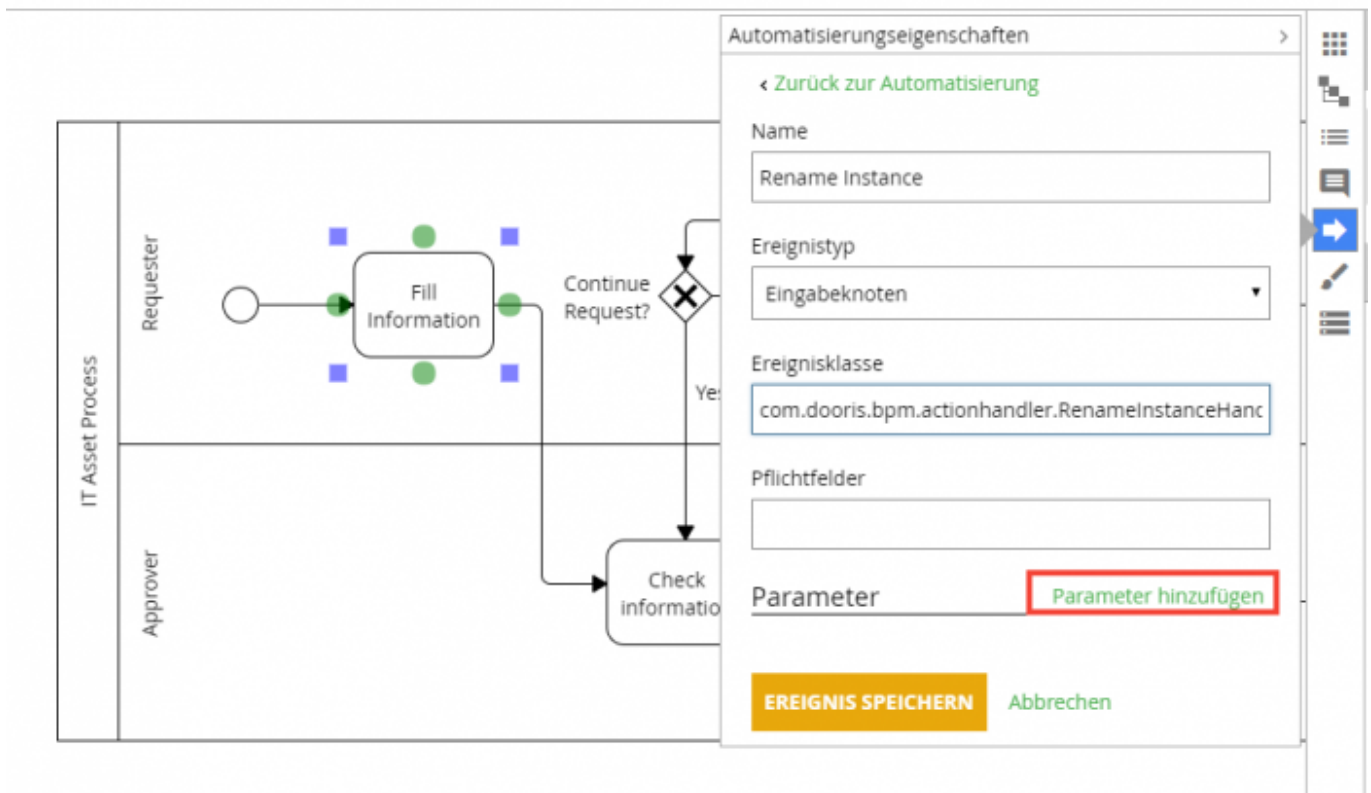 Automatisierungseigenschaften
Zurück zur Automatisierung
Name
Rename Instance
Ereignistyp
Eingabeknoten
Ereignisklasse
com.dooris.bpm.actionhandler.RenameInstanceHanc
Pflichtfelder
Parameter
Parameter hinzufügen
EREIGNIS SPEICHERN
Abbrechen
IT Asset Process
Requester
Fill
Information
Continue
Request?
Yes
Approver
Check
informatio